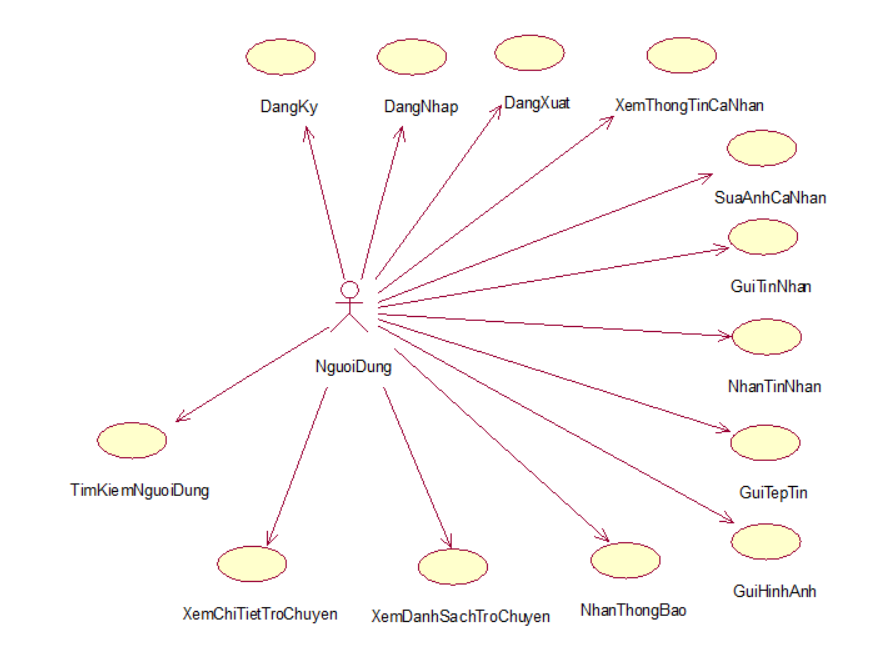 DangKy
DangNhap
DangXuat
XemThongTinCaNhan
SuaAnhCaNhan
GuiTinNhan
NguoiDung
NhanTinNhan
TimKiemNguoiDung
GuiTepTin
XemChiTietTroChuyen
XemDanhSachTroChuyen
NhanThongBao
GuiHinhAnh